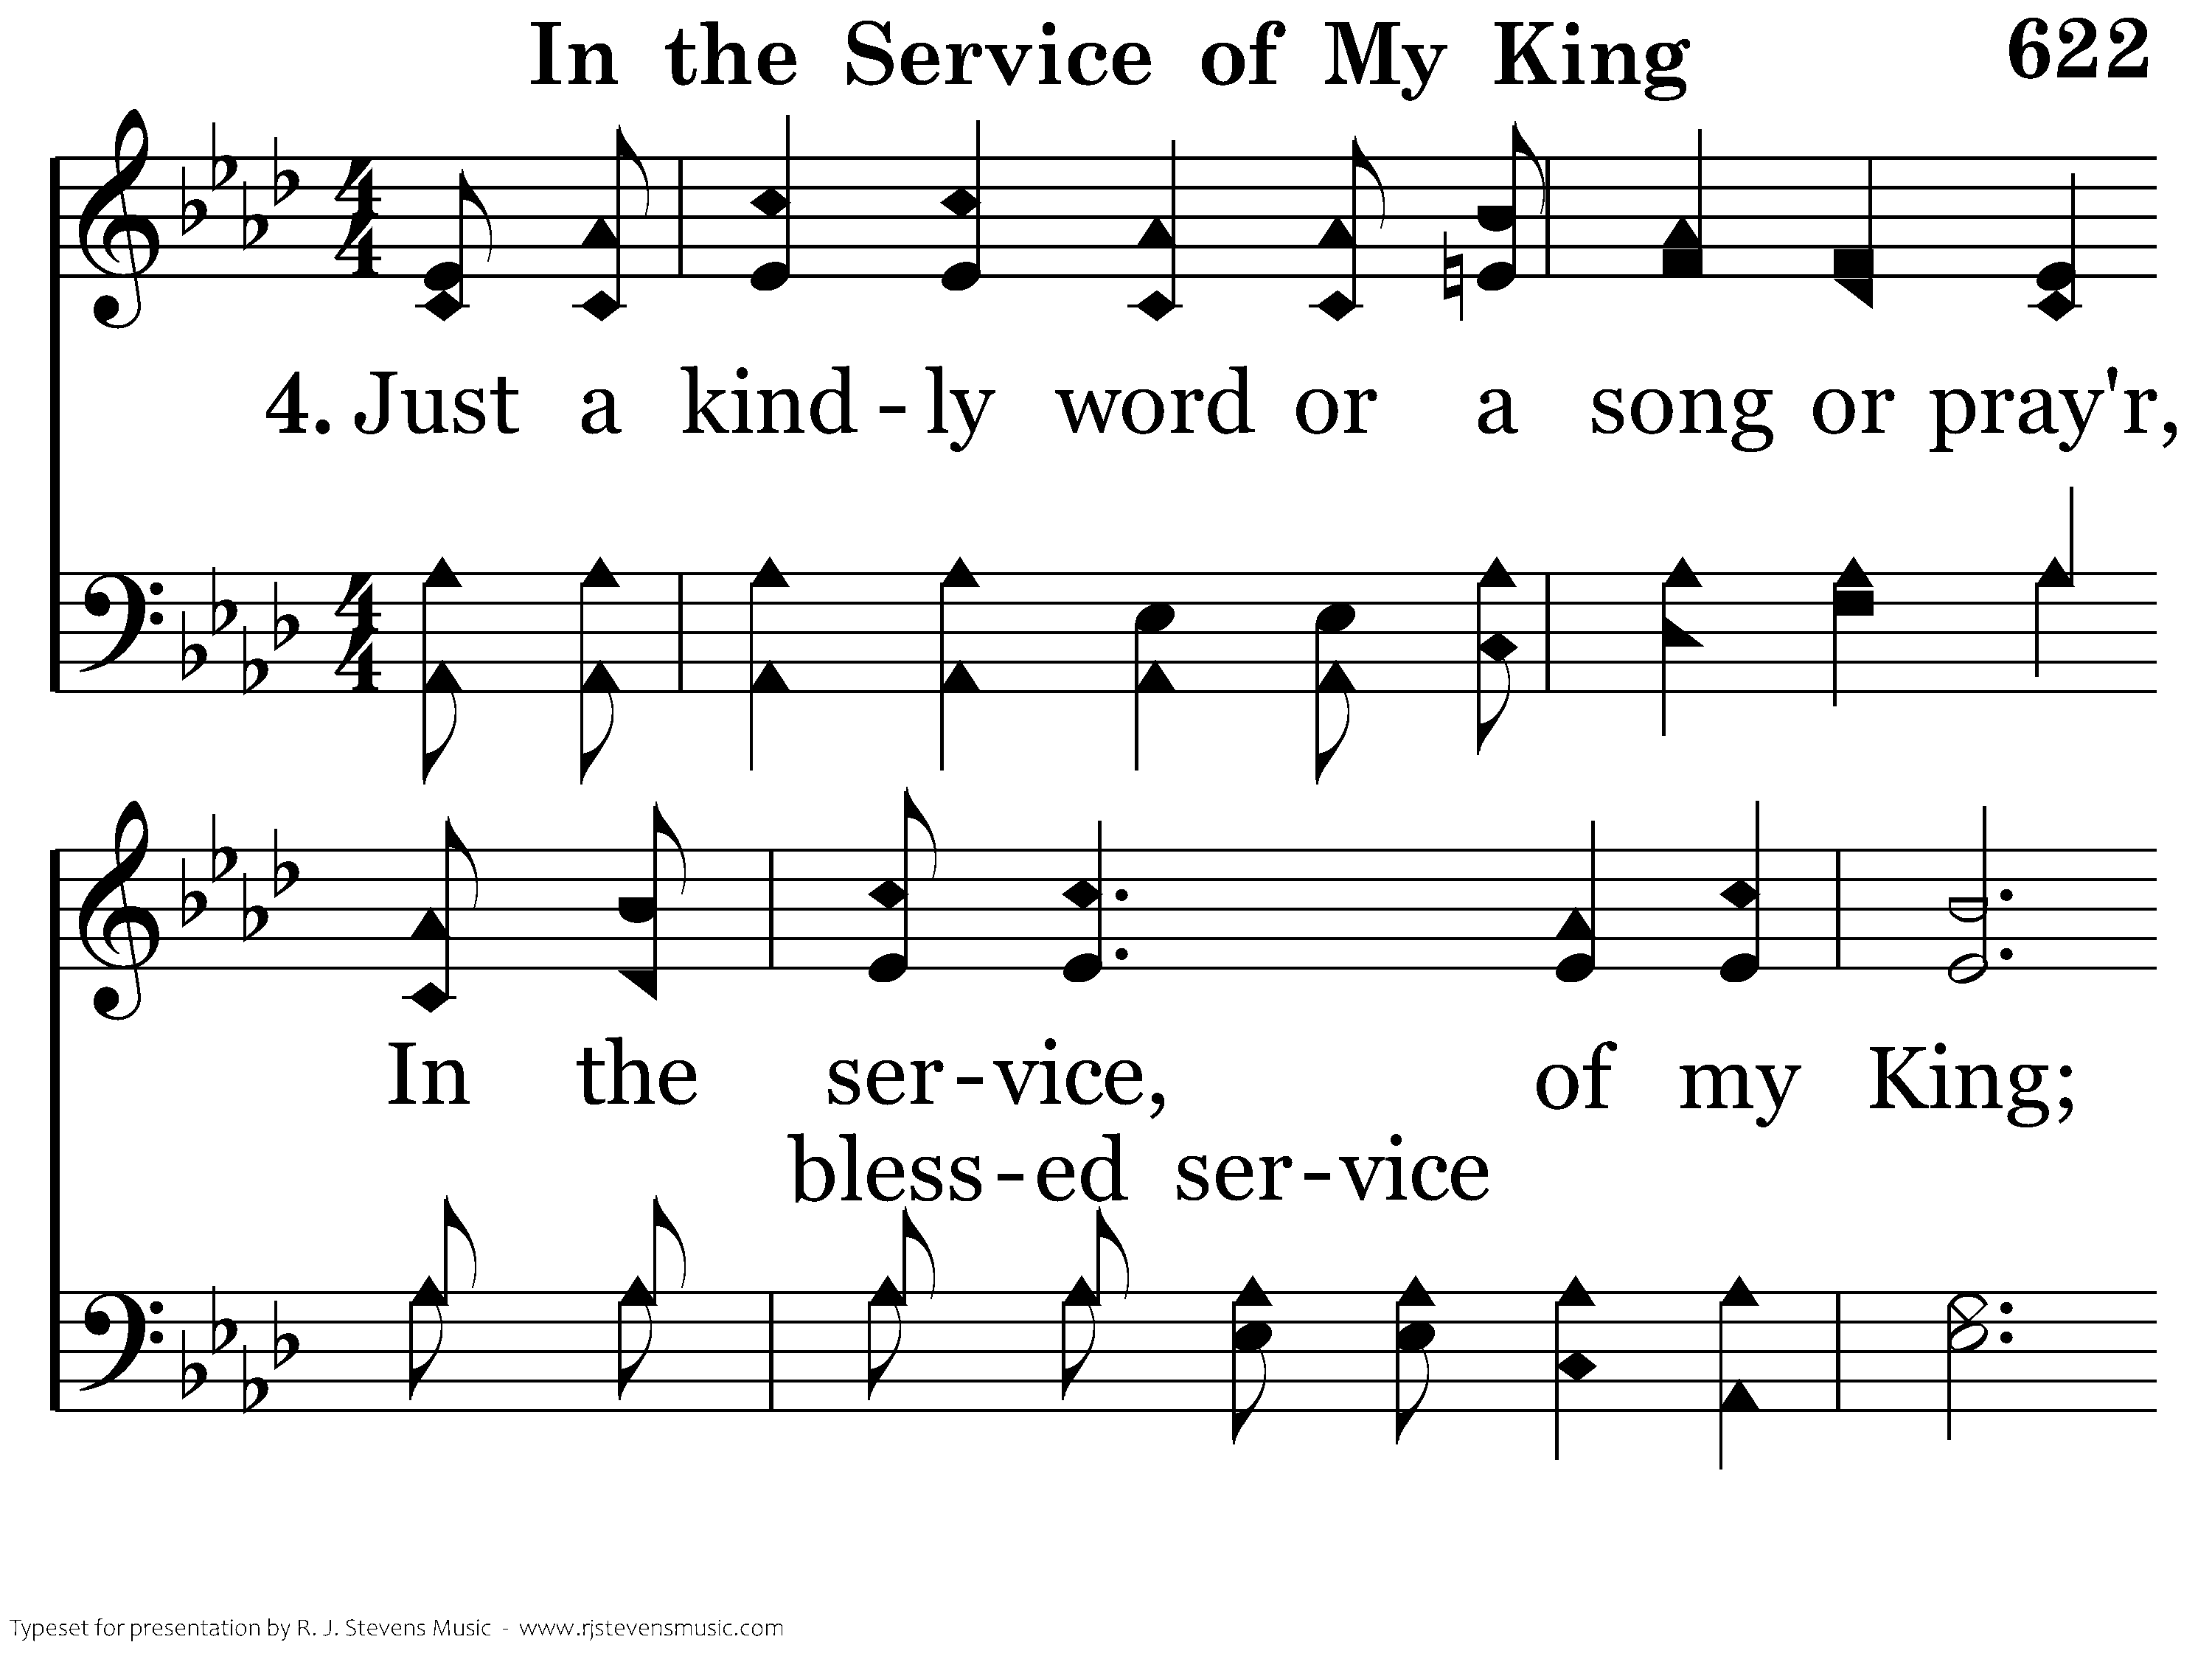 In the Service of My King 622
4. Just a kind - ly word or a song or pray'r,
In the ser - vice, of my King;
bless - ed ser - vice
Typeset for presentation by R. J. Stevens Music - www.rjstevensmusic.com